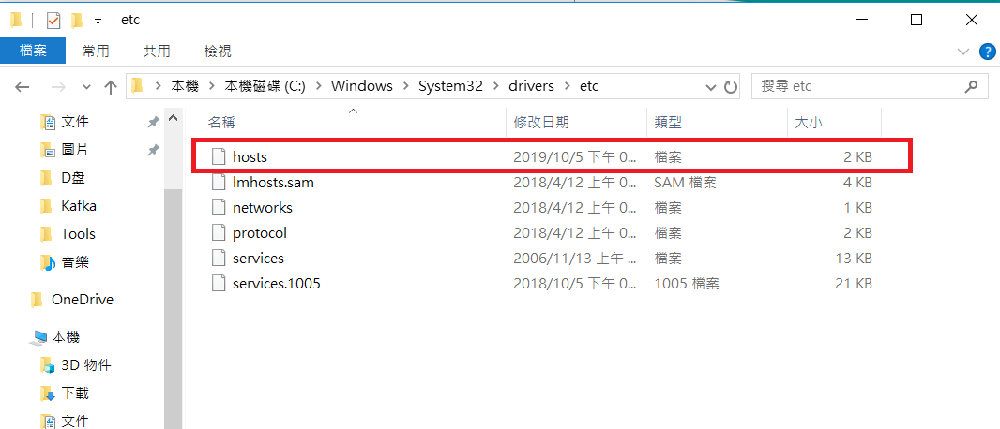 etc
檔案 常用 共用 檢視
本機 本機磁碟 (C:) Windows System32 drivers etc 搜尋 etc
文件
圖片
D盘
Kafka
Tools
音樂
OneDrive
本機
3D 物件
下載
文件
名稱 修改日期 類型 大小
hosts 2019/10/5 下午 0... 檔案 2 KB
lmhosts.sam 2018/4/12 上午 0... SAM 檔案 4 KB
networks 2018/4/12 上午 0... 檔案 1 KB
protocol 2018/4/12 上午 0... 檔案 2 KB
services 2006/11/13 上午 ... 檔案 13 KB
services.1005 2018/10/5 下午 0... 1005 檔案 21 KB